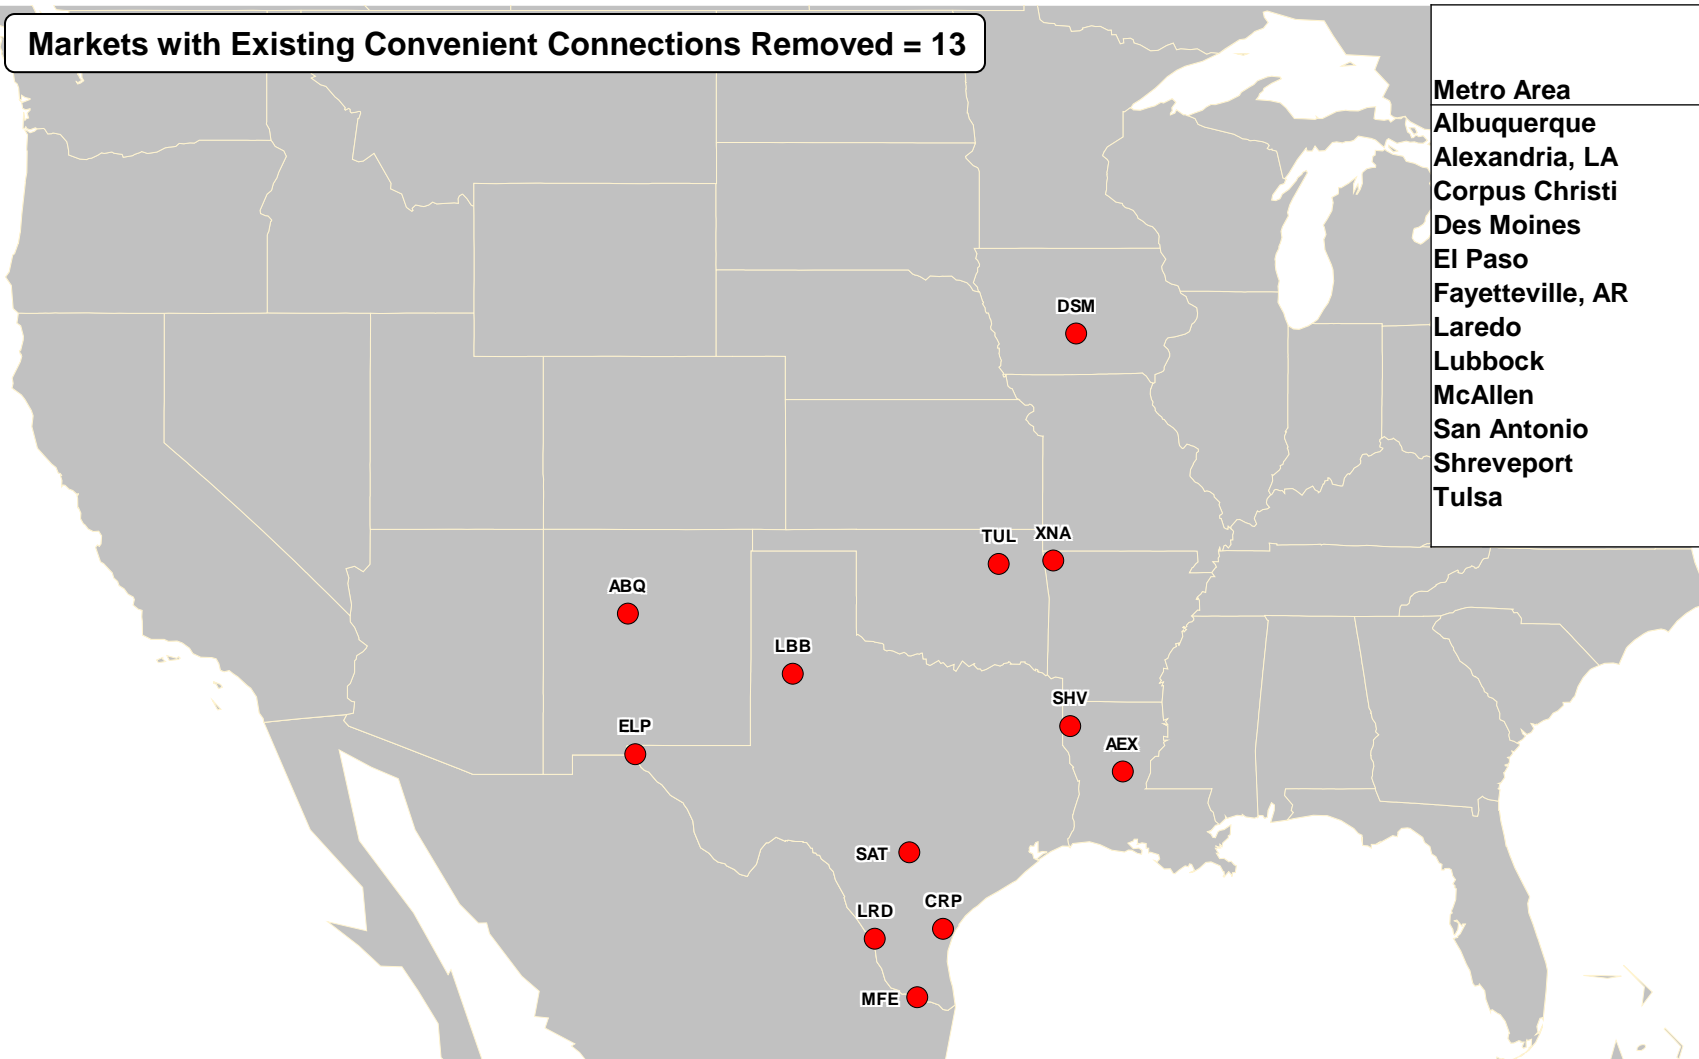 Markets with Existing Convenient Connections Removed = 13
Metro Area
Albuquerque
Alexandria, LA
Corpus Christi
Des Moines
El Paso
Fayetteville, AR
Laredo
Lubbock
McAllen
San Antonio
Shreveport
Tulsa
DSM
TUL
XNA
ABQ
LBB
SHV
ELP
AEX
SAT
CRP
LRD
MFE